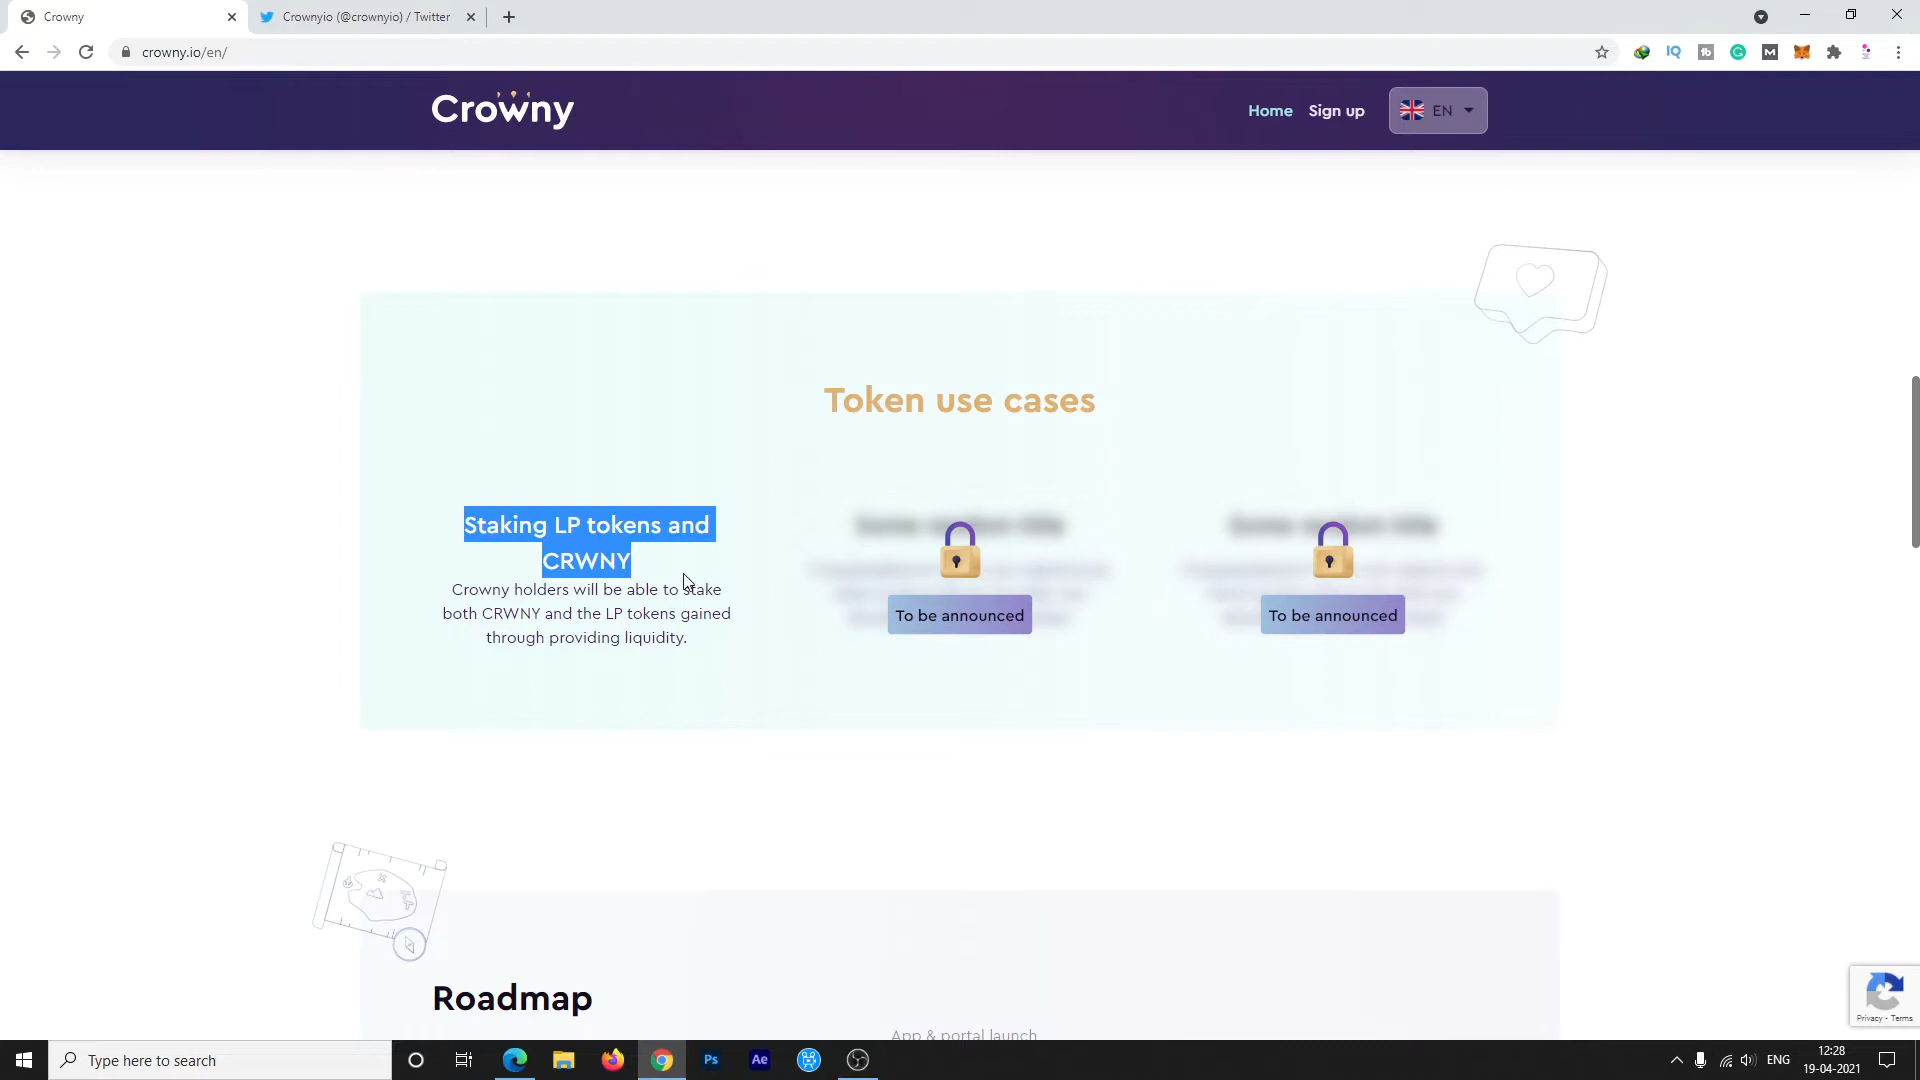 Crowny
Crownyio (@crownyio) / Twitter
crowny.io/en/
Crowny
Home
Sign up
EN
Token use cases
Staking LP tokens and
CRWNY
Crowny holders will be able to stake
both CRWNY and the LP tokens gained
through providing liquidity.
To be announced
To be announced
Roadmap
App & portal launch
Privacy - Terms
Type here to search
Ps
Ae
ENG
12:28
19-04-2021